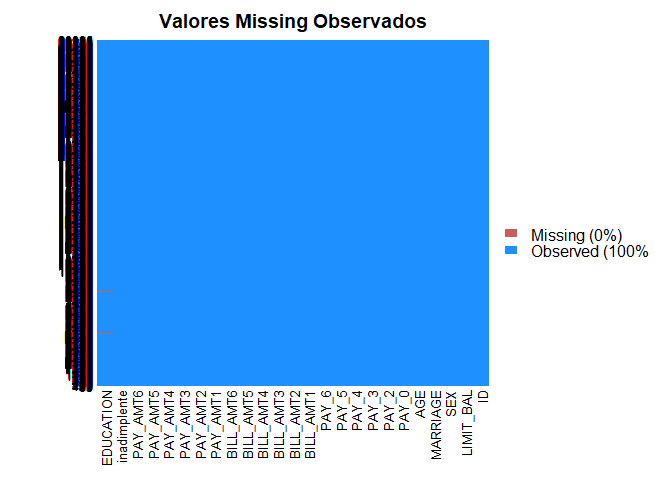 Valores Missing Observados
Missing (0%)
Observed (100%
EDUCATION
inadimplente
PAY_AMT6
PAY_AMT5
PAY_AMT4
PAY_AMT3
PAY_AMT2
PAY_AMT1
BILL_AMT6
BILL_AMT5
BILL_AMT4
BILL_AMT3
BILL_AMT2
BILL_AMT1
PAY_6
PAY_5
PAY_4
PAY_3
PAY_2
PAY_0
AGE
MARRIAGE
SEX
LIMIT_BAL
ID